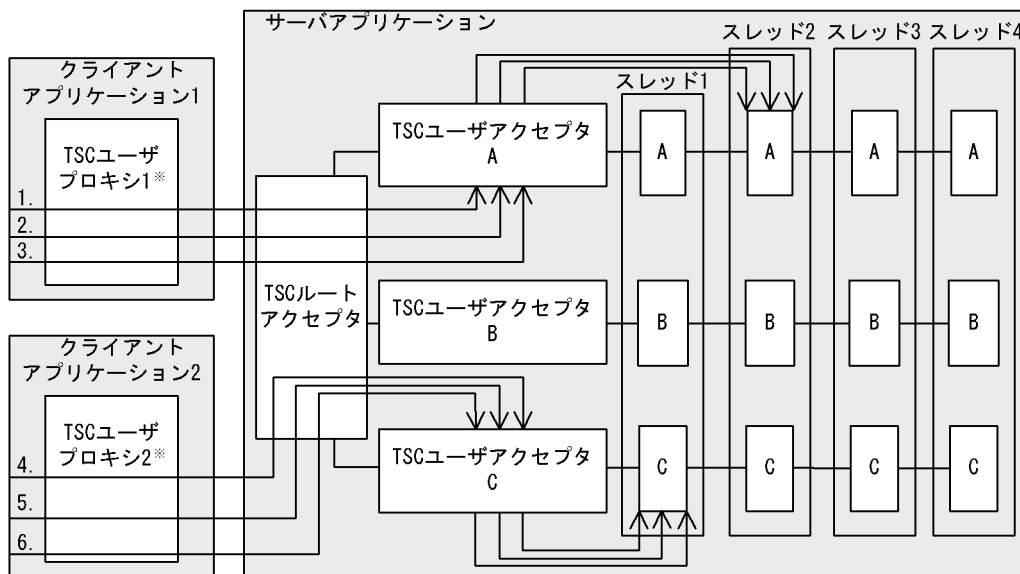 サーバアプリケーション
スレッド2
スレッド3
スレッド4
スレッド1
クライアント
アプリケーション1
TSCユーザ
プロキシ1※
1.
2.
3.
TSCユーザアクセプタ
A
A
A
A
A
TSCルート
アクセプタ
TSCユーザアクセプタ
B
B
B
B
B
クライアント
アプリケーション2
TSCユーザ
プロキシ2※
4.
5.
6.
TSCユーザアクセプタ
C
C
C
C
C